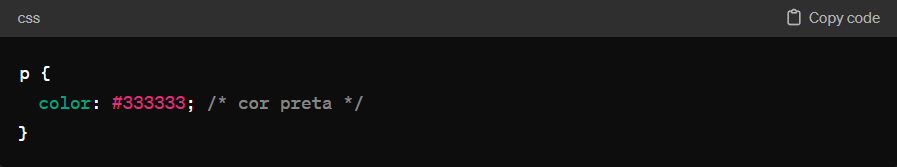 css
Copy code
p {
color: #333333; /* cor preta */
}